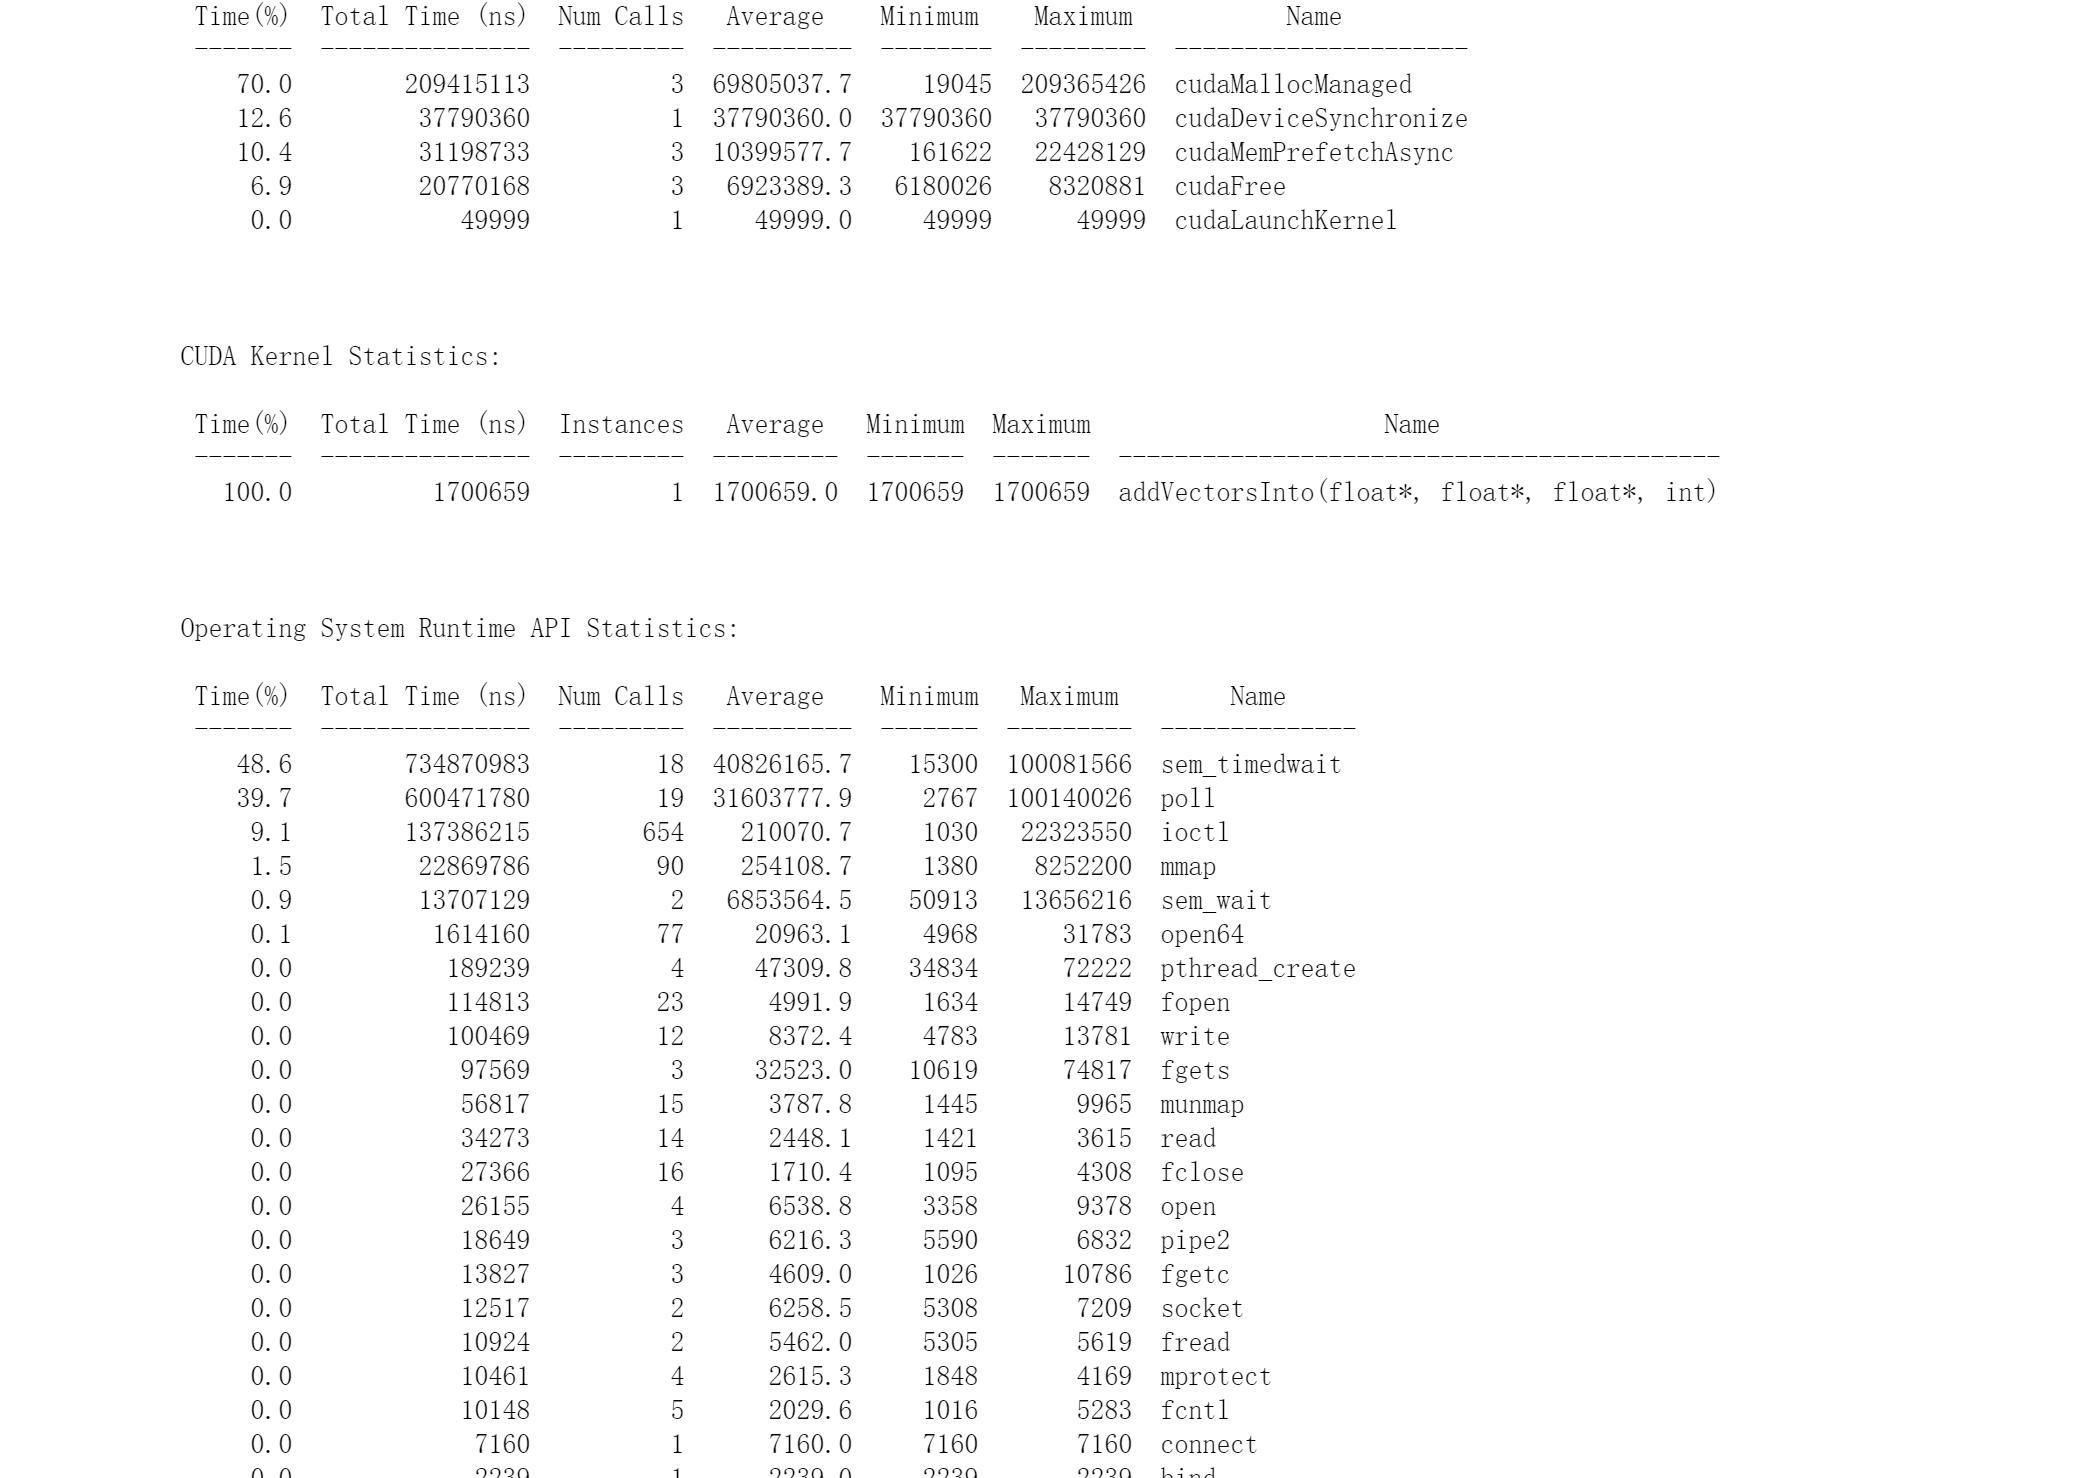 Time(%) Total Time (ns) Num Calls Average Minimum Maximum Name
------- --------------- --------- ---------- -------- --------- ---------------------
70.0 209415113 3 69805037.7 19045 209365426 cudaMallocManaged
12.6 37790360 1 37790360.0 37790360 37790360 cudaDeviceSynchronize
10.4 31198733 3 10399577.7 161622 22428129 cudaMemPrefetchAsync
6.9 20770168 3 6923389.3 6180026 8320881 cudaFree
0.0 49999 1 49999.0 49999 49999 cudaLaunchKernel
CUDA Kernel Statistics:
Time(%) Total Time (ns) Instances Average Minimum Maximum Name
------- --------------- --------- --------- ------- ------- -------------------------------------------
100.0 1700659 1 1700659.0 1700659 1700659 addVectorsInto(float*, float*, float*, int)
Operating System Runtime API Statistics:
Time(%) Total Time (ns) Num Calls Average Minimum Maximum Name
------- --------------- --------- ---------- ------- --------- --------------
48.6 734870983 18 40826165.7 15300 100081566 sem_timedwait
39.7 600471780 19 31603777.9 2767 100140026 poll
9.1 137386215 654 210070.7 1030 22323550 ioctl
1.5 22869786 90 254108.7 1380 8252200 mmap
0.9 13707129 2 6853564.5 50913 13656216 sem_wait
0.1 1614160 77 20963.1 4968 31783 open64
0.0 189239 4 47309.8 34834 72222 pthread_create
0.0 114813 23 4991.9 1634 14749 fopen
0.0 100469 12 8372.4 4783 13781 write
0.0 97569 3 32523.0 10619 74817 fgets
0.0 56817 15 3787.8 1445 9965 munmap
0.0 34273 14 2448.1 1421 3615 read
0.0 27366 16 1710.4 1095 4308 fclose
0.0 26155 4 6538.8 3358 9378 open
0.0 18649 3 6216.3 5590 6832 pipe2
0.0 13827 3 4609.0 1026 10786 fgetc
0.0 12517 2 6258.5 5308 7209 socket
0.0 10924 2 5462.0 5305 5619 fread
0.0 10461 4 2615.3 1848 4169 mprotect
0.0 10148 5 2029.6 1016 5283 fcntl
0.0 7160 1 7160.0 7160 7160 connect
0.0 2239 1 2239.0 2239 2239 bind